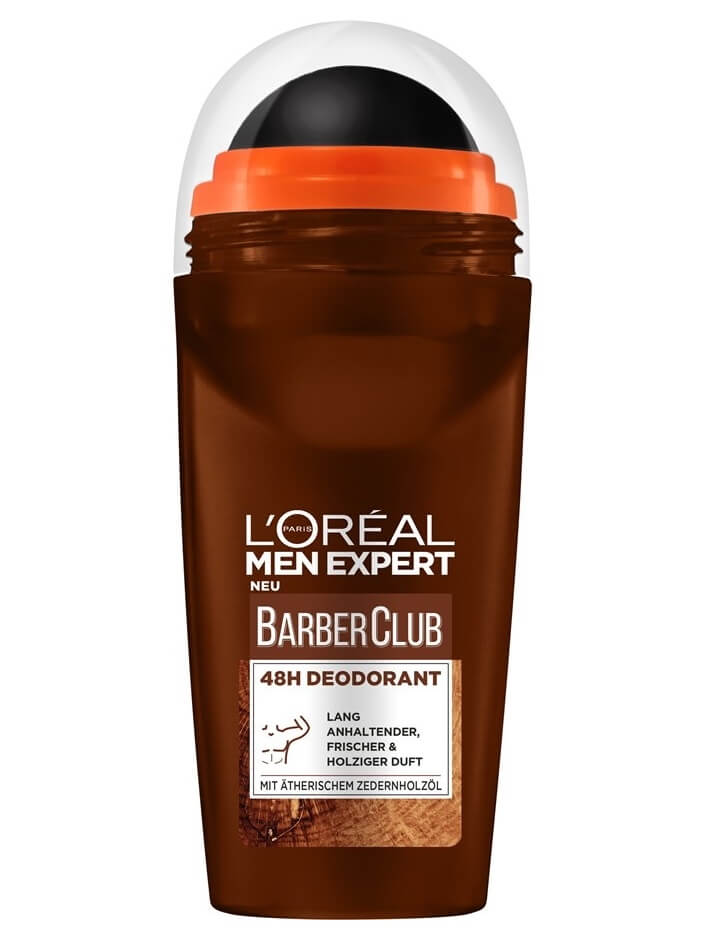 L'ORÉAL
PARIS
MEN EXPERT
NEU
BARBER CLUB
48H DEODORANT
LANG
ANHALTENDER,
FRISCHER &
HOLZIGER DUFT
MIT ÄTHERISCHEM ZEDERNHOLZÖL